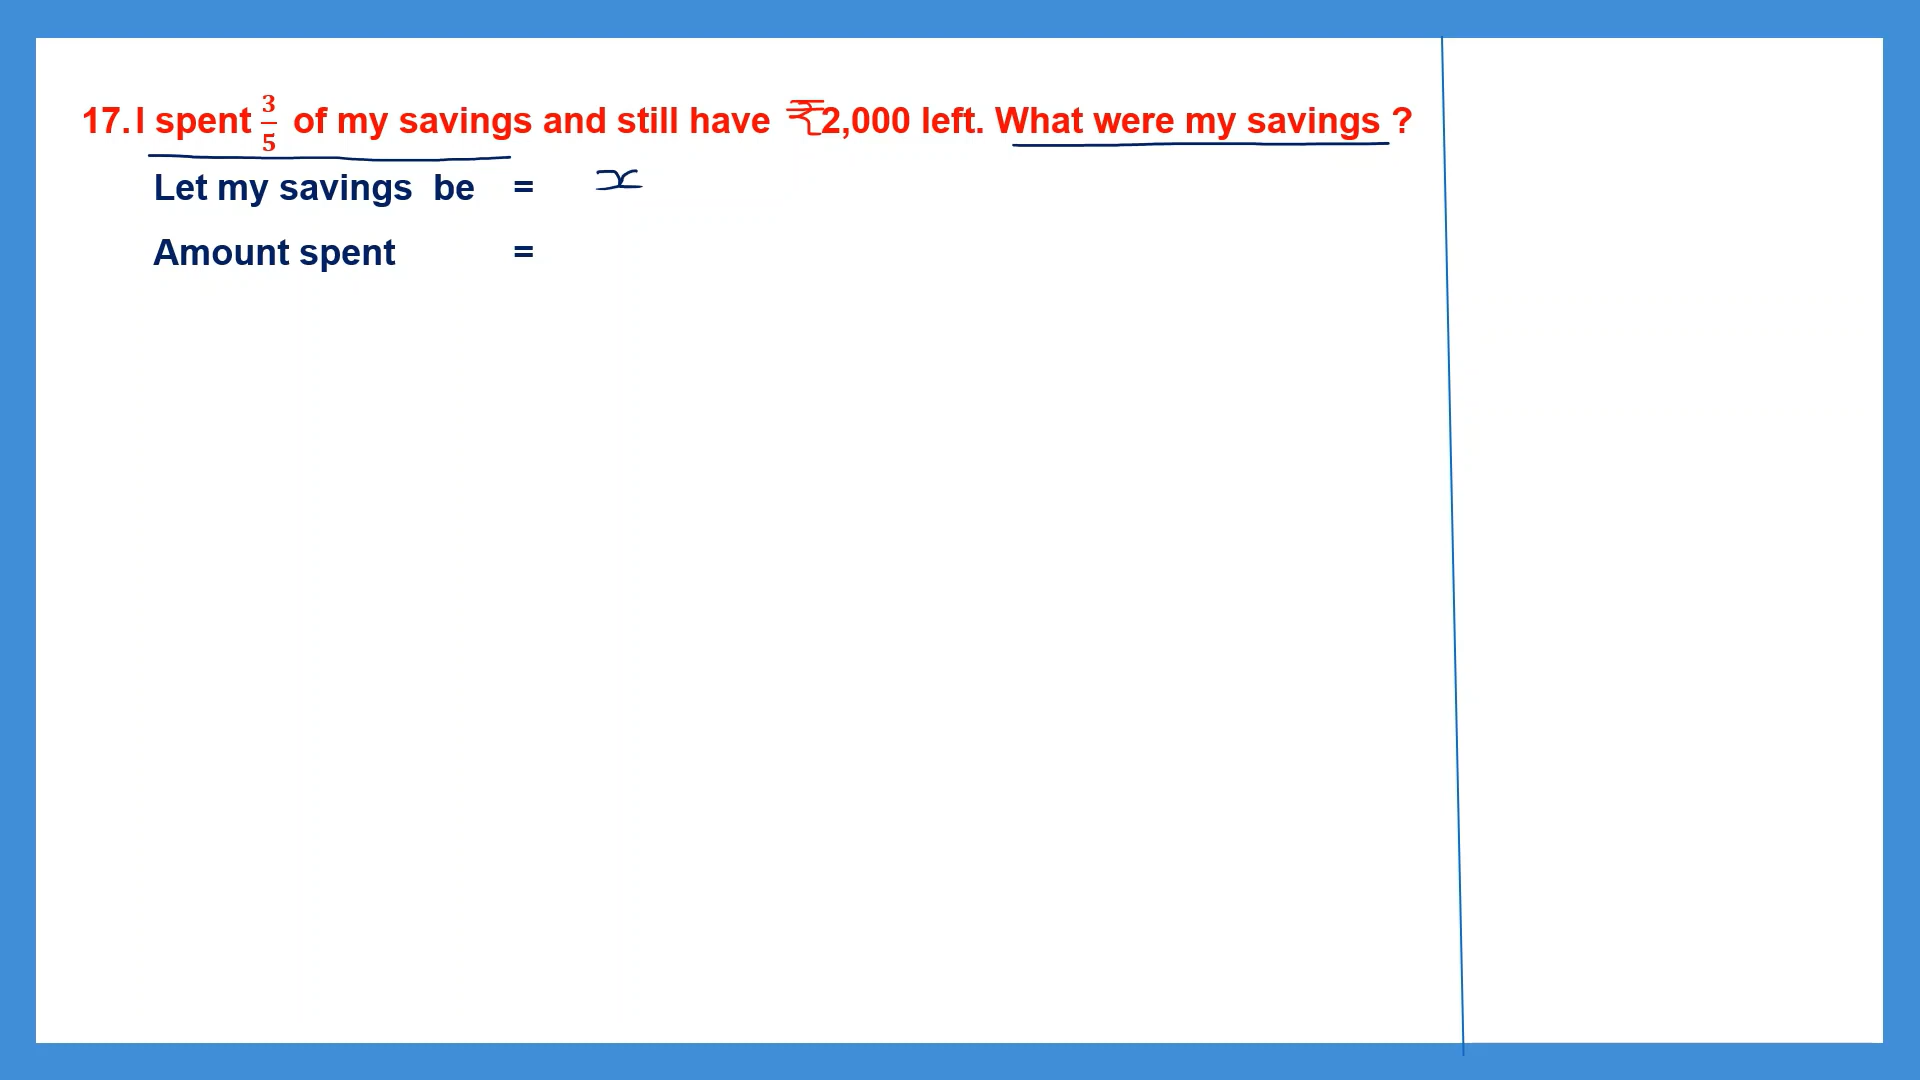 17. I spent 3/5 of my savings and still have ₹2,000 left. What were my savings ?
Let my savings be = x
Amount spent =